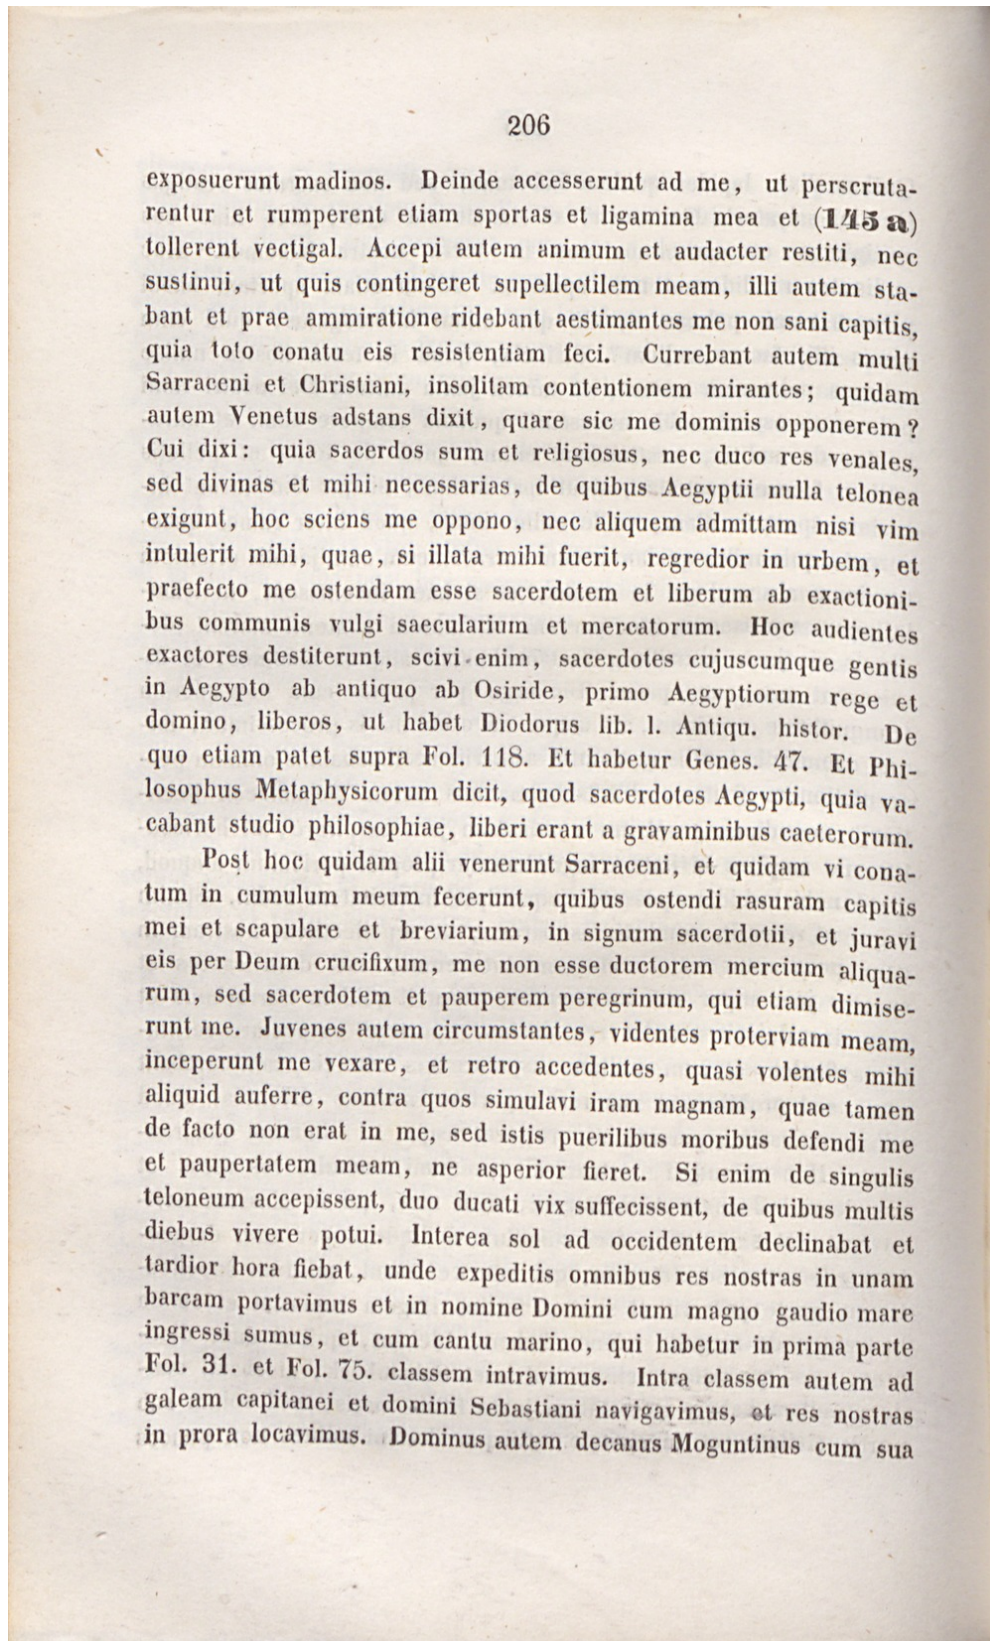 206
exposuerunt madinos. Deinde accesserunt ad me, ut perscruta-
rentur et rumperent etiam sportas et ligamina mea et (145 a)
tollerent vectigal. Accepi autem animum et audacter restiti, nec
sustinui, ut quis contingeret supellectilem meam, illi autem sta-
bant et prae ammiratione ridebant aestimantes me non sani capitis,
quia toto conatu eis resistentiam feci. Currebant autem multi
Sarraceni et Christiani, insolitam contentionem mirantes; quidam
autem Venetus adstans dixit, quare sic me dominis opponerem?
Cui dixi: quia sacerdos sum et religiosus, nec duco res venales,
sed divinas et mihi necessarias, de quibus Aegyptii nulla telonea
exigunt, hoc sciens me oppono, nec aliquem admittam nisi vim
intulerit mihi, quae, si illata mihi fuerit, regredior in urbem, et
praefecto me ostendam esse sacerdotem et liberum ab exactioni-
bus communis vulgi saecularium et mercatorum. Hoc audientes
exactores destiterunt, scivi enim, sacerdotes cujuscumque gentis
in Aegypto ab antiquo ab Osiride, primo Aegyptiorum rege et
domino, liberos, ut habet Diodorus lib. l. Antiqu. histor. De
quo etiam patet supra Fol. 118. Et habetur Genes. 47. Et Phi-
losophus Metaphysicorum dicit, quod sacerdotes Aegypti, quia va-
cabant studio philosophiae, liberi erant a gravaminibus caeterorum.
Post hoc quidam alii venerunt Sarraceni, et quidam vi cona-
tum in cumulum meum fecerunt, quibus ostendi rasuram capitis
mei et scapulare et breviarium, in signum sacerdotii, et juravi
eis per Deum crucifixum, me non esse ductorem mercium aliqua-
rum, sed sacerdotem et pauperem peregrinum, qui etiam dimise-
runt me. Juvenes autem circumstantes, videntes proterviam meam,
inceperunt me vexare, et retro accedentes, quasi volentes mihi
aliquid auferre, contra quos simulavi iram magnam, quae tamen
de facto non erat in me, sed istis puerilibus moribus defendi me
et paupertatem meam, ne asperior fieret. Si enim de singulis
teloneum accepissent, duo ducati vix suffecissent, de quibus multis
diebus vivere potui. Interea sol ad occidentem declinabat et
tardior hora fiebat, unde expeditis omnibus res nostras in unam
barcam portavimus et in nomine Domini cum magno gaudio mare
ingressi sumus, et cum cantu marino, qui habetur in prima parte
Fol. 31. et Fol. 75. classem intravimus. Intra classem autem ad
galeam capitanei et domini Sebastiani navigavimus, et res nostras
in prora locavimus. Dominus autem decanus Moguntinus cum sua